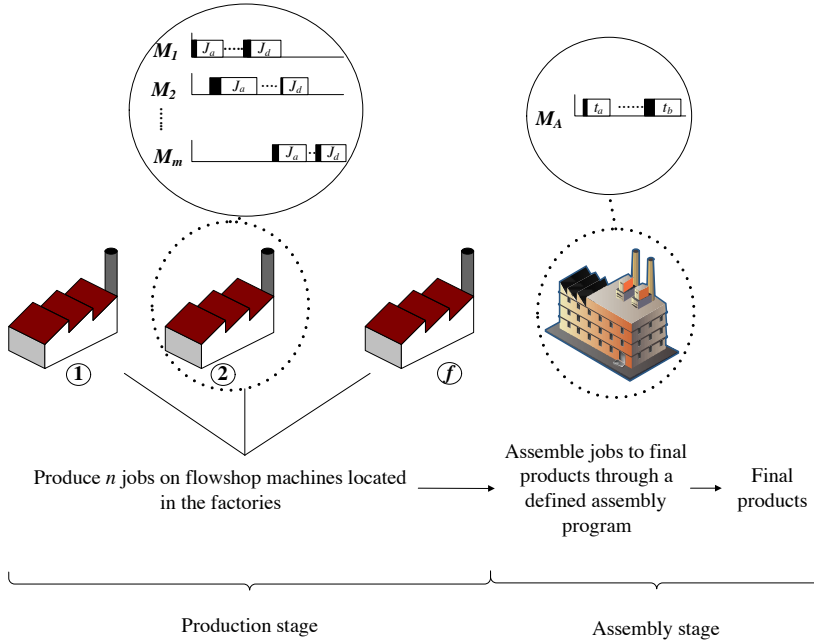 M1 Ja ...... Jd
M2 Ja ..... Jd
Mm Ja ... Jd
MA ta ....... tb
1 2 f
Produce n jobs on flowshop machines located
in the factories
Assemble jobs to final
products through a
defined assembly
program
Final
products
Production stage
Assembly stage